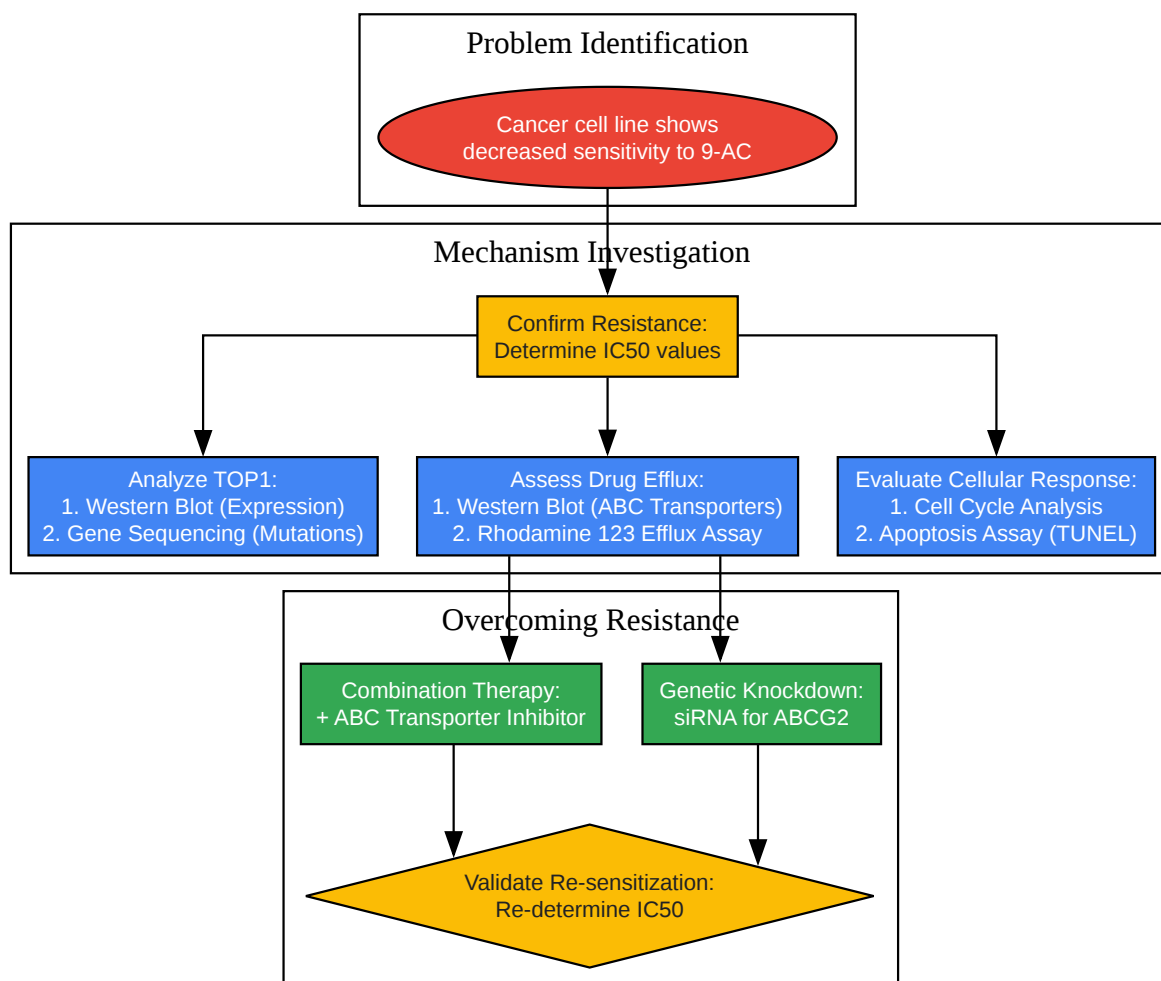 Problem Identification
Cancer cell line shows
decreased sensitivity to 9-AC
Mechanism Investigation
Confirm Resistance:
Determine IC50 values
Analyze TOP1:
1. Western Blot (Expression)
2. Gene Sequencing (Mutations)
Assess Drug Efflux:
1. Western Blot (ABC Transporters)
2. Rhodamine 123 Efflux Assay
Evaluate Cellular Response:
1. Cell Cycle Analysis
2. Apoptosis Assay (TUNEL)
Overcoming Resistance
Combination Therapy:
+ ABC Transporter Inhibitor
Genetic Knockdown:
siRNA for ABCG2
Validate Re-sensitization:
Re-determine IC50